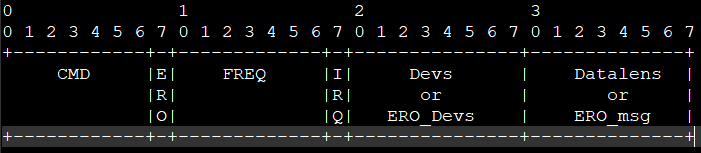 0                   1                   2                   3
0 1 2 3 4 5 6 7 0 1 2 3 4 5 6 7 0 1 2 3 4 5 6 7 0 1 2 3 4 5 6 7
+--------------+-+--------------+-+----------------+---------------+
|     CMD      |E|     FREQ     |I|      Devs      |    Datalens   |
|              |R|              |R|       or       |       or      |
|              |O|              |Q|    ERO_Devs    |    ERO_msg    |
+--------------+-+--------------+-+----------------+---------------+